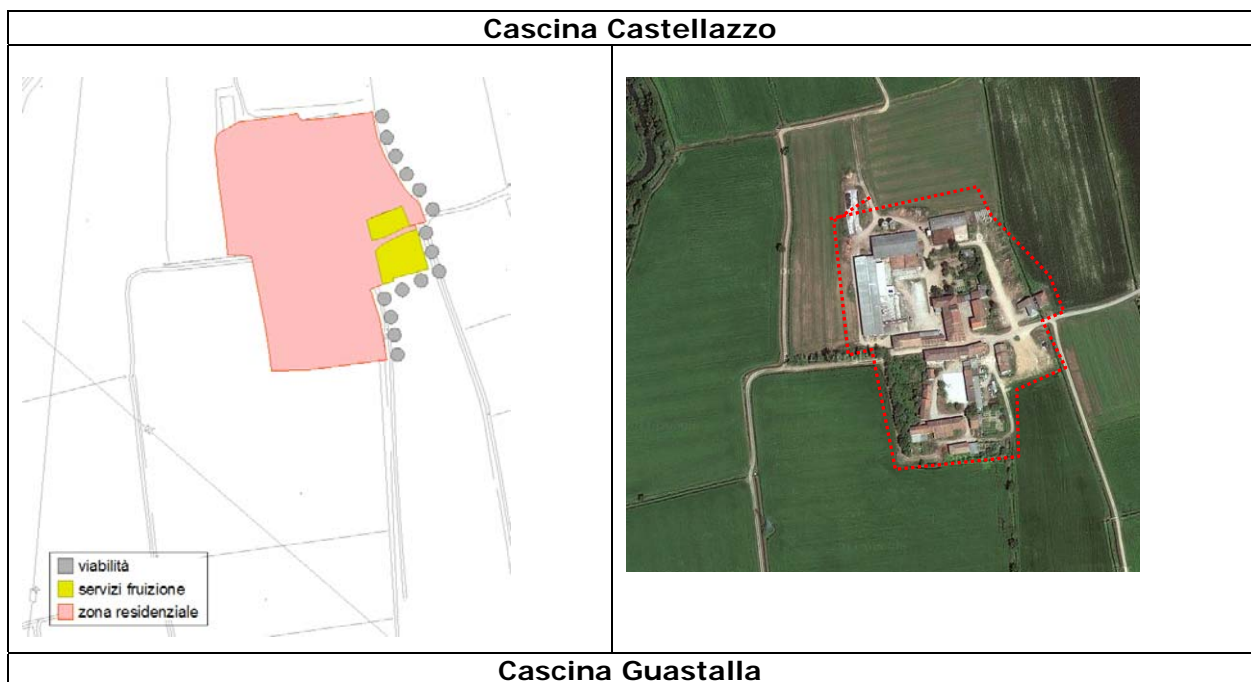 Cascina Castellazzo
viabilità
servizi fruizione
zona residenziale
Cascina Guastalla